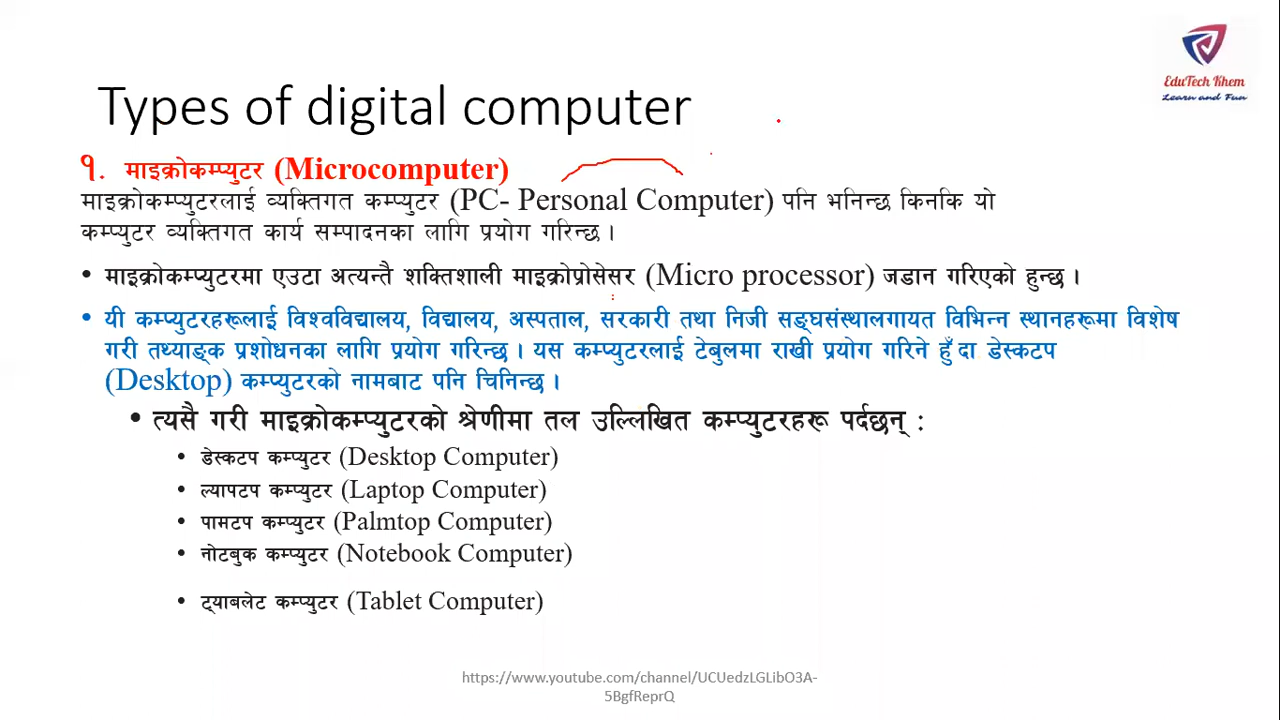 EduTech Khem
Learn and Fun
Types of digital computer
१. माइक्रोकम्प्युटर (Microcomputer)
माइक्रोकम्प्युटरलाई व्यक्तिगत कम्प्युटर (PC- Personal Computer) पनि भनिन्छ किनकि यो
कम्प्युटर व्यक्तिगत कार्य सम्पादनका लागि प्रयोग गरिन्छ ।
• माइक्रोकम्प्युटरमा एउटा अत्यन्तै शक्तिशाली माइक्रोप्रोसेसर (Micro processor) जडान गरिएको हुन्छ ।
• यी कम्प्युटरहरूलाई विश्वविद्यालय, विद्यालय, अस्पताल, सरकारी तथा निजी सङ्घसंस्थालगायत विभिन्न स्थानहरूमा विशेष
गरी तथ्याङ्क प्रशोधनका लागि प्रयोग गरिन्छ । यस कम्प्युटरलाई टेबुलमा राखी प्रयोग गरिने हुँदा डेस्कटप
(Desktop) कम्प्युटरको नामबाट पनि चिनिन्छ ।
• त्यसै गरी माइक्रोकम्प्युटरको श्रेणीमा तल उल्लिखित कम्प्युटरहरू पर्दछन् :
• डेस्कटप कम्प्युटर (Desktop Computer)
• ल्यापटप कम्प्युटर (Laptop Computer)
• पामटप कम्प्युटर (Palmtop Computer)
• नोटबुक कम्प्युटर (Notebook Computer)
• ट्याबलेट कम्प्युटर (Tablet Computer)
https://www.youtube.com/channel/UCUedzLGLibO3A-
5BgfReprQ